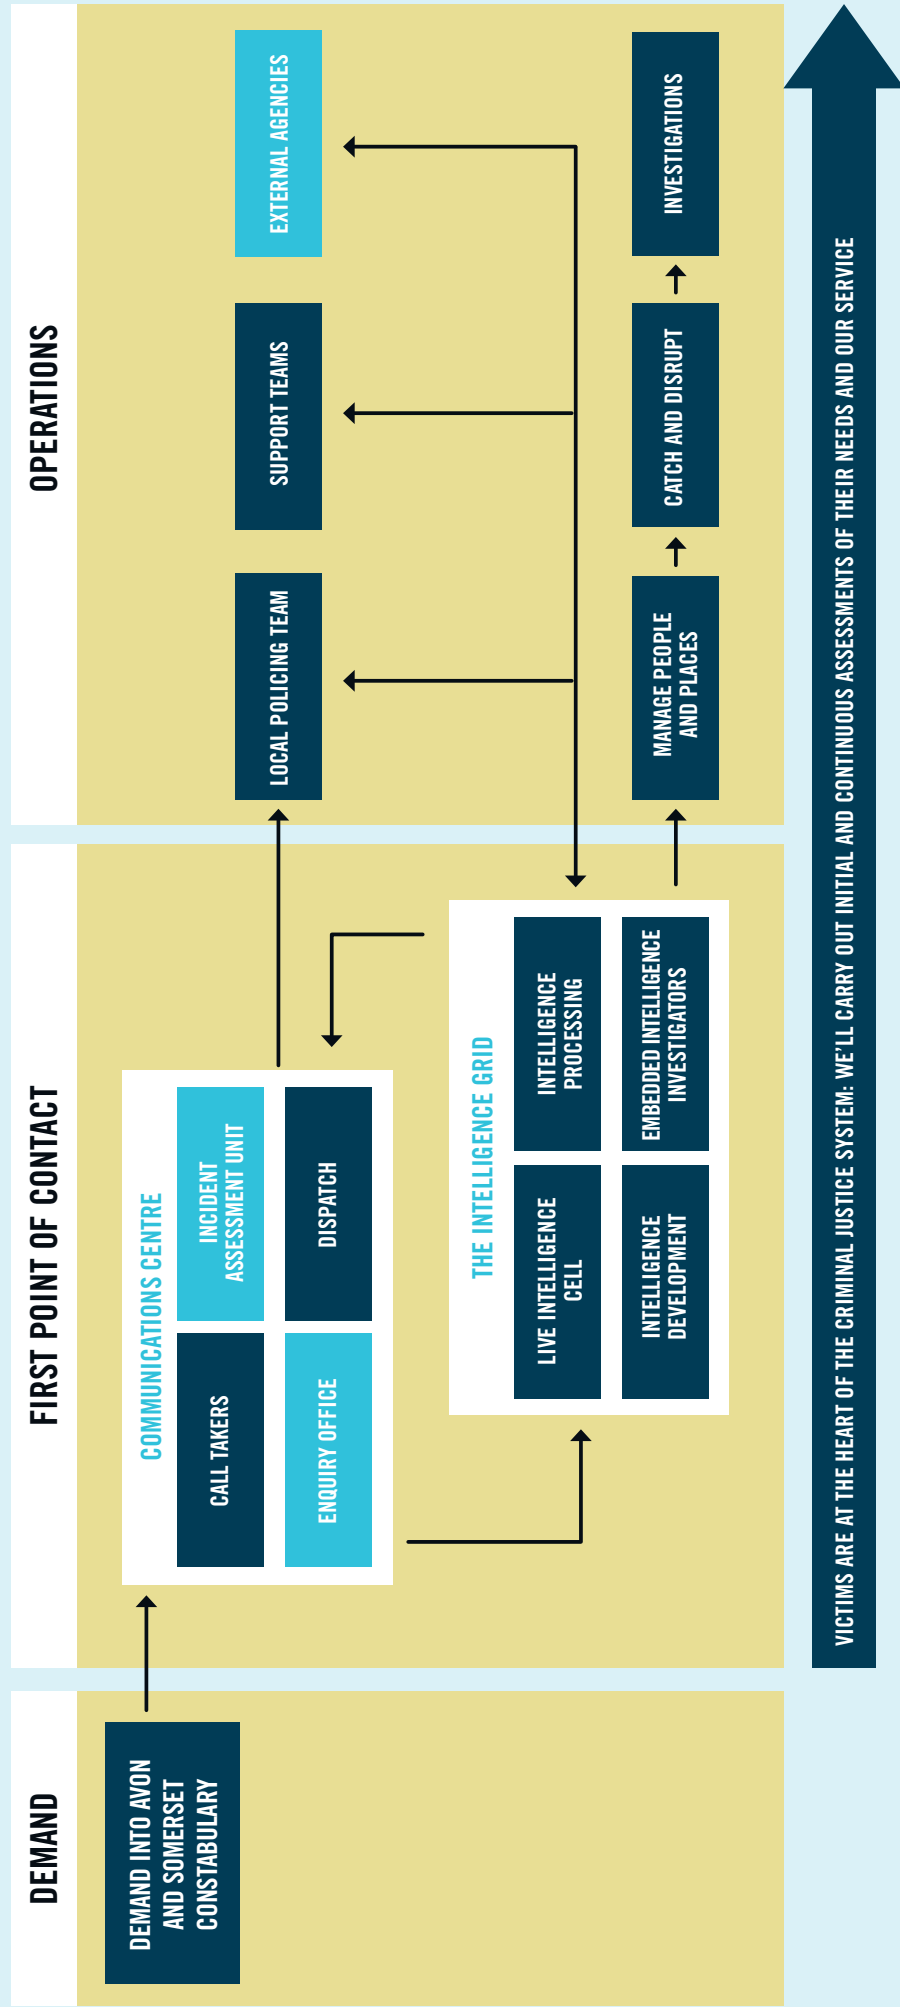 DEMAND
DEMAND INTO AVON
AND SOMERSET
CONSTABULARY
FIRST POINT OF CONTACT
COMMUNICATIONS CENTRE
CALL TAKERS
INCIDENT
ASSESSMENT UNIT
ENQUIRY OFFICE
DISPATCH
THE INTELLIGENCE GRID
LIVE INTELLIGENCE
CELL
INTELLIGENCE
PROCESSING
INTELLIGENCE
DEVELOPMENT
EMBEDDED INTELLIGENCE
INVESTIGATORS
OPERATIONS
LOCAL POLICING TEAM
SUPPORT TEAMS
EXTERNAL AGENCIES
MANAGE PEOPLE
AND PLACES
CATCH AND DISRUPT
INVESTIGATIONS
VICTIMS ARE AT THE HEART OF THE CRIMINAL JUSTICE SYSTEM: WE'LL CARRY OUT INITIAL AND CONTINUOUS ASSESSMENTS OF THEIR NEEDS AND OUR SERVICE